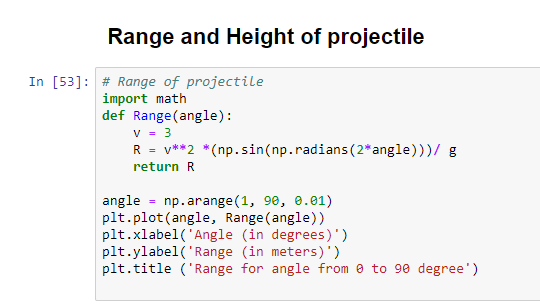 Range and Height of projectile
In [53]: # Range of projectile
import math
def Range(angle):
    v = 3
    R = v**2 *(np.sin(np.radians(2*angle)))/ g
    return R

angle = np.arange(1, 90, 0.01)
plt.plot(angle, Range(angle))
plt.xlabel('Angle (in degrees)')
plt.ylabel('Range (in meters)')
plt.title ('Range for angle from 0 to 90 degree')